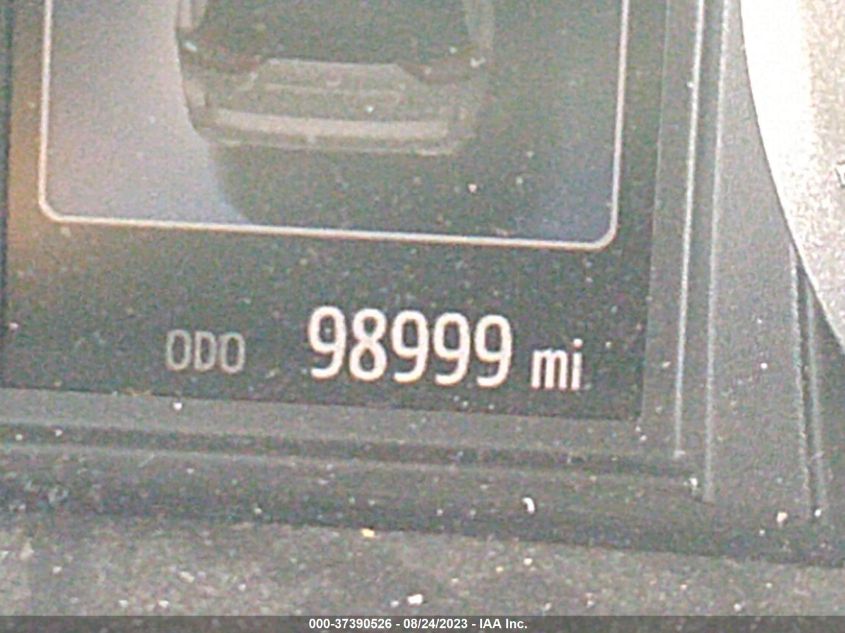 ODO 98999 mi
000-37390526 - 08/24/2023 - IAA Inc.